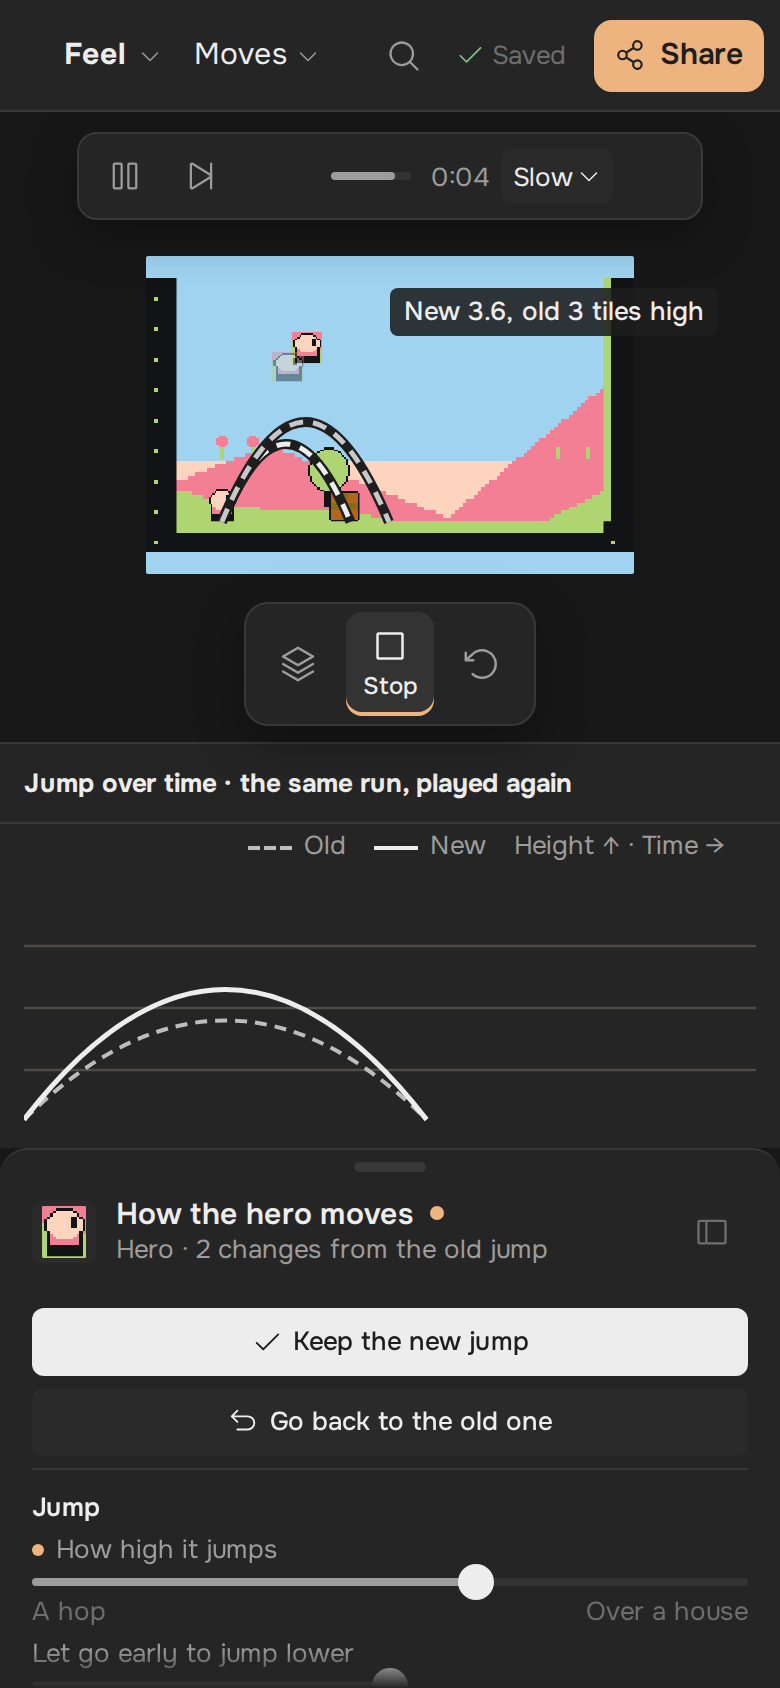 Feel Moves Saved Share
0:04 Slow
New 3.6, old 3 tiles high
Stop
Jump over time · the same run, played again
Old New Height ↑ · Time →
How the hero moves
Hero · 2 changes from the old jump
Keep the new jump
Go back to the old one
Jump
How high it jumps
A hop Over a house
Let go early to jump lower